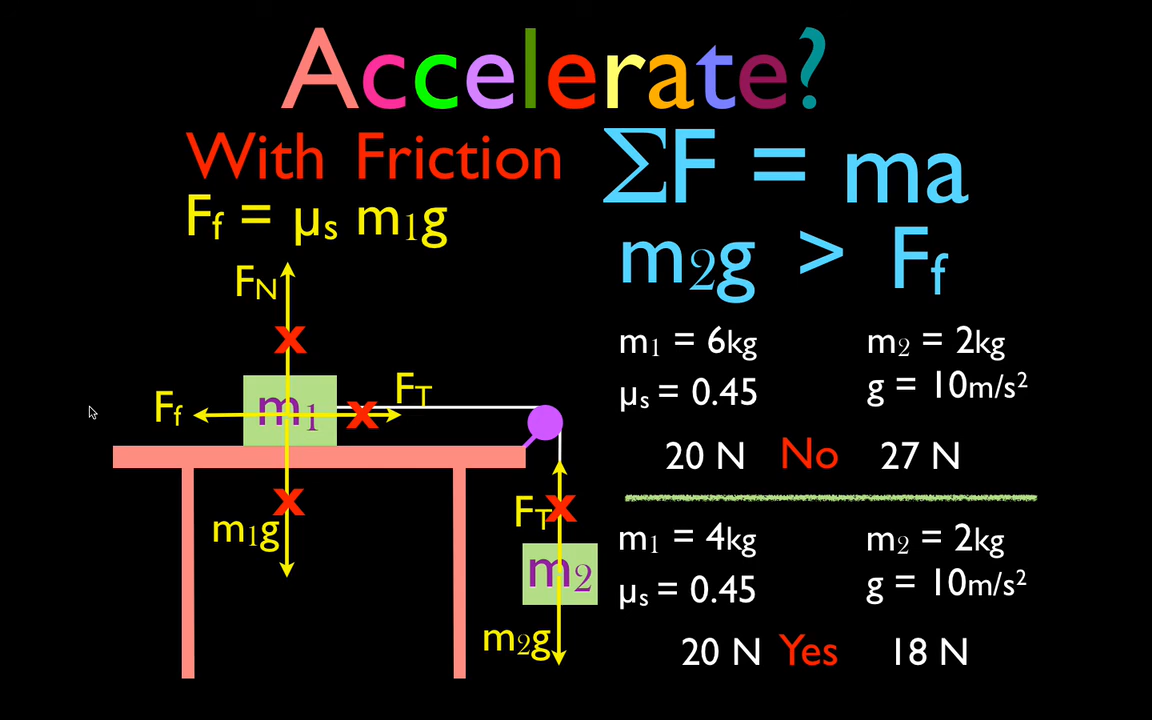 Accelerate?
With Friction
ΣF = ma
Ff = μs m1g
m2g > Ff
FN
m1 = 6kg
m2 = 2kg
μs = 0.45
g = 10m/s²
Ff
m1
FT
20 N No 27 N
m1g
FT
m2
m2g
m1 = 4kg
m2 = 2kg
μs = 0.45
g = 10m/s²
20 N Yes 18 N